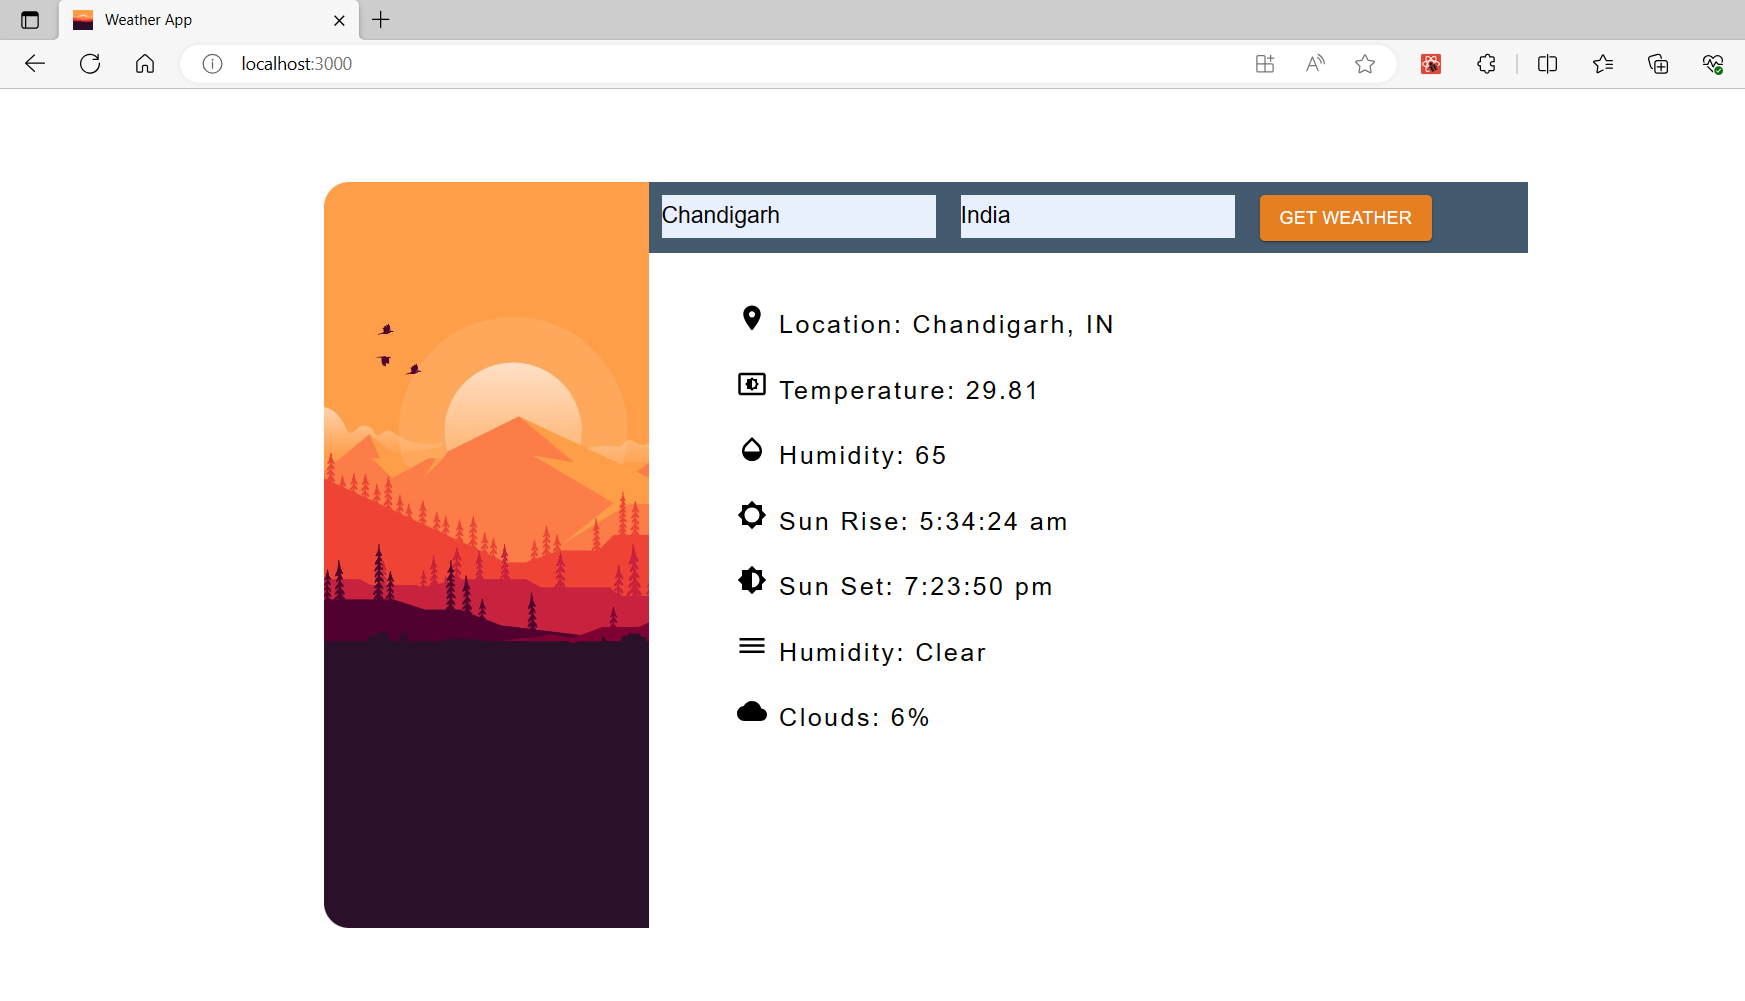 Weather App
localhost:3000
Chandigarh India GET WEATHER
Location: Chandigarh, IN
Temperature: 29.81
Humidity: 65
Sun Rise: 5:34:24 am
Sun Set: 7:23:50 pm
Humidity: Clear
Clouds: 6%